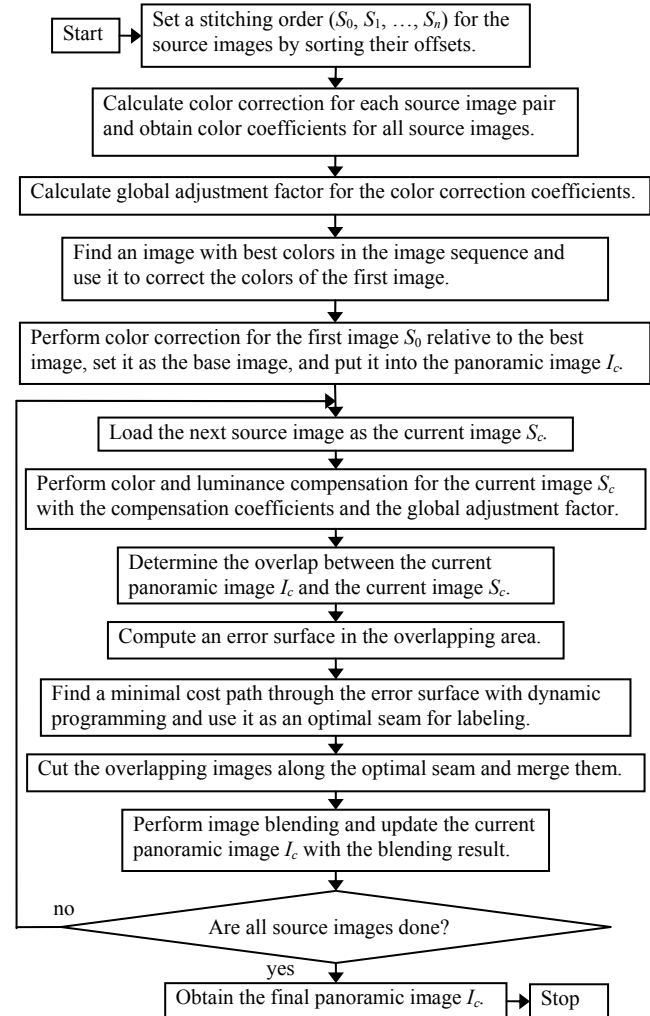 Start
Set a stitching order (S0, S1, …, Sn) for the
source images by sorting their offsets.
Calculate color correction for each source image pair
and obtain color coefficients for all source images.
Calculate global adjustment factor for the color correction coefficients.
Find an image with best colors in the image sequence and
use it to correct the colors of the first image.
Perform color correction for the first image S0 relative to the best
image, set it as the base image, and put it into the panoramic image Ic.
Load the next source image as the current image Sc.
Perform color and luminance compensation for the current image Sc
with the compensation coefficients and the global adjustment factor.
Determine the overlap between the current
panoramic image Ic and the current image Sc.
Compute an error surface in the overlapping area.
Find a minimal cost path through the error surface with dynamic
programming and use it as an optimal seam for labeling.
Cut the overlapping images along the optimal seam and merge them.
Perform image blending and update the current
panoramic image Ic with the blending result.
no
Are all source images done?
yes
Obtain the final panoramic image Ic.
Stop